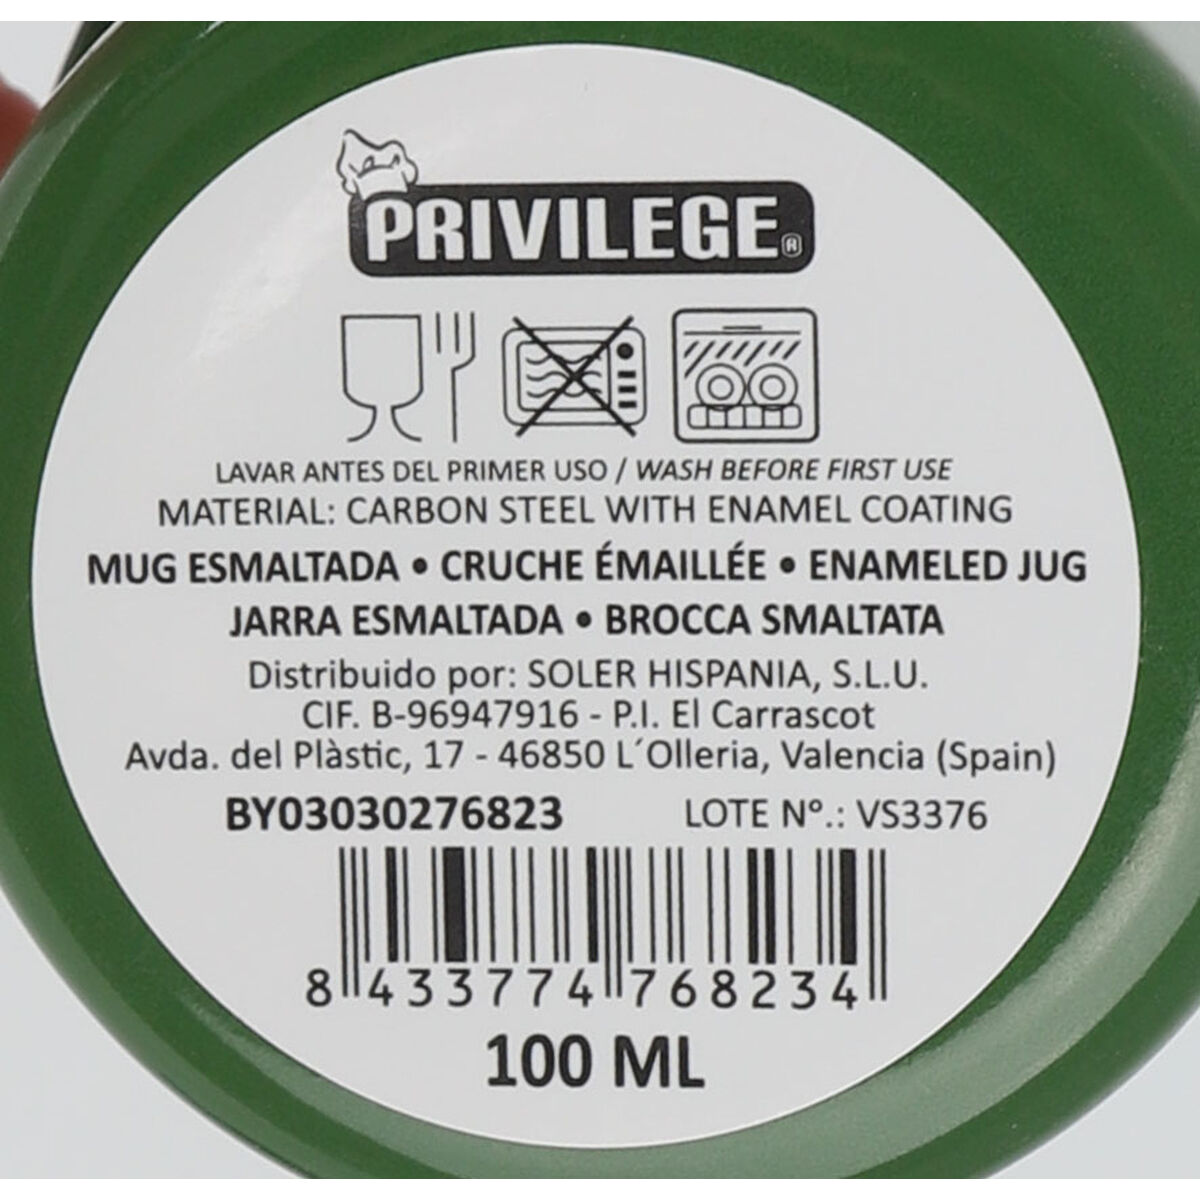 PRIVILEGE®
LAVAR ANTES DEL PRIMER USO / WASH BEFORE FIRST USE
MATERIAL: CARBON STEEL WITH ENAMEL COATING
MUG ESMALTADA • CRUCHE ÉMAILLÉE • ENAMELED JUG
JARRA ESMALTADA • BROCCA SMALTATA
Distribuido por: SOLER HISPANIA, S.L.U.
CIF. B-96947916 - P.I. El Carrascot
Avda. del Plàstic, 17 - 46850 L´Olleria, Valencia (Spain)
BY03030276823 LOTE Nº.: VS3376
8 433774 768234
100 ML